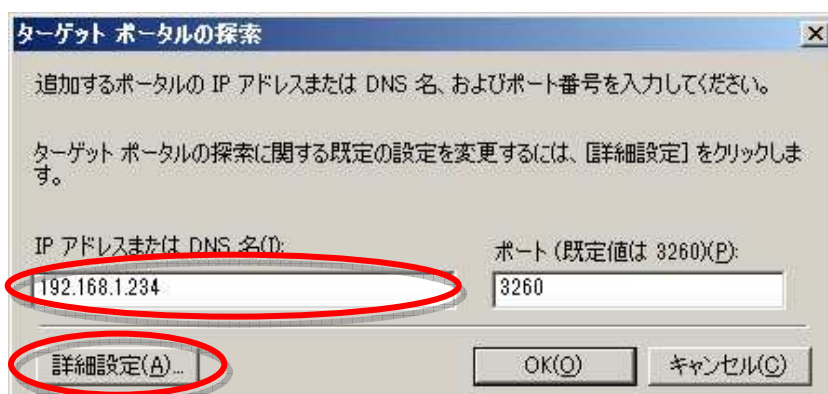 ターゲット ポータルの探索
追加するポータルの IP アドレスまたは DNS 名、およびポート番号を入力してください。
ターゲット ポータルの探索に関する既定の設定を変更するには、[詳細設定] をクリックしま
す。
IP アドレスまたは DNS 名(I):
ポート (既定値は 3260)(P):
192.168.1.234
3260
詳細設定(A)...
OK(O)
キャンセル(C)